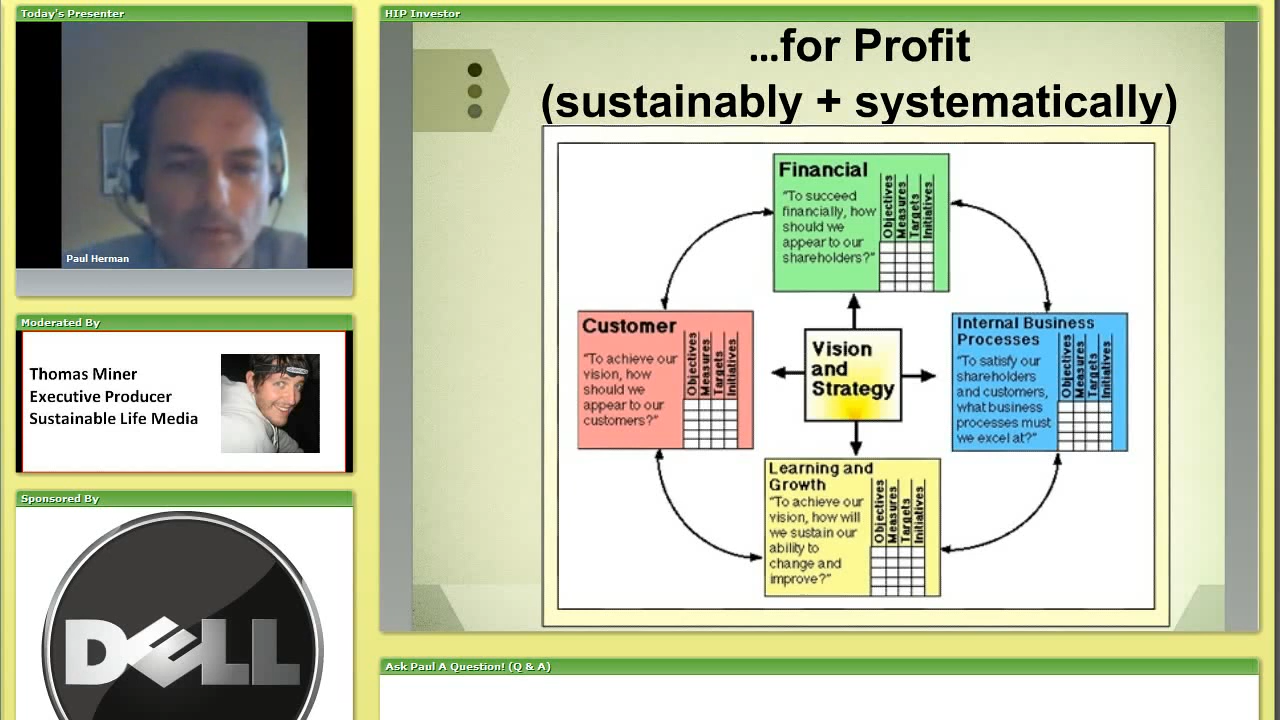 Today's Presenter
Paul Herman
Moderated By
Thomas Miner
Executive Producer
Sustainable Life Media
Sponsored By
DELL
HIP Investor
...for Profit
(sustainably + systematically)
Financial
"To succeed
financially, how
should we
appear to our
shareholders?"
Objectives
Measures
Targets
Initiatives
Customer
"To achieve our
vision, how
should we
appear to our
customers?"
Objectives
Measures
Targets
Initiatives
Vision
and
Strategy
Internal Business
Processes
"To satisfy our
shareholders
and customers,
what business
processes must
we excel at?"
Objectives
Measures
Targets
Initiatives
Learning and
Growth
"To achieve our
vision, how will
we sustain our
ability to
change and
improve?"
Objectives
Measures
Targets
Initiatives
Ask Paul A Question! (Q & A)